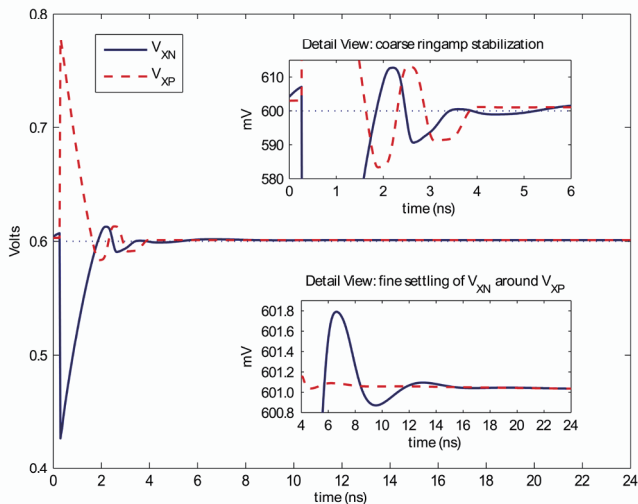 0.8
0.7
0.6
0.5
0.4
Volts
V_XN
V_XP
Detail View: coarse ringamp stabilization
610
600
590
580
mV
0 1 2 3 4 5 6
time (ns)
Detail View: fine settling of V_XN around V_XP
601.8
601.6
601.4
601.2
601.0
600.8
mV
4 6 8 10 12 14 16 18 20 22 24
time (ns)
0 2 4 6 8 10 12 14 16 18 20 22 24
time (ns)